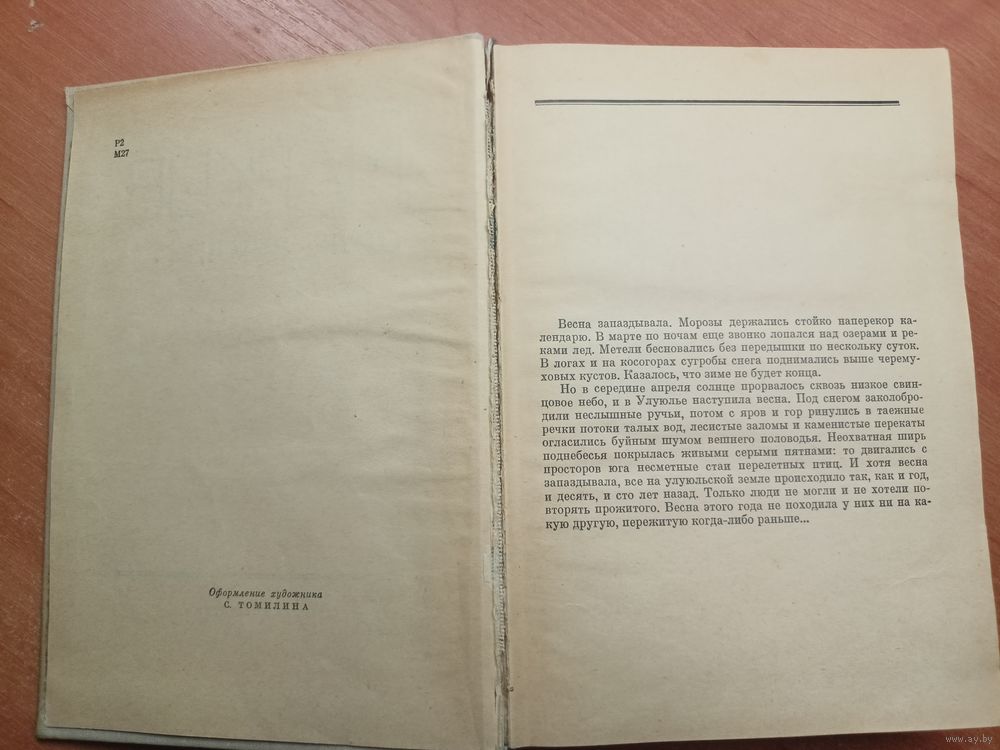 Р2
М27
Оформление художника
С. ТОМИЛИНА
Весна запаздывала. Морозы держались стойко наперекор ка-
лендарю. В марте по ночам еще звонко лопался над озерами и ре-
ками лед. Метели бесновались без передышки по нескольку суток.
В логах и на косогорах сугробы снега поднимались выше черему-
ховых кустов. Казалось, что зиме не будет конца.
Но в середине апреля солнце прорвалось сквозь низкое свин-
цовое небо, и в Улуюлье наступила весна. Под снегом заколобро-
дили неслышные ручьи, потом с яров и гор ринулись в таежные
речки потоки талых вод, лесистые заломы и каменистые перекаты
огласились буйным шумом вешнего половодья. Неохватная ширь
поднебесья покрылась живыми серыми пятнами: то двигались с
просторов юга несметные стаи перелетных птиц. И хотя весна
запаздывала, все на улуюльской земле происходило так, как и год,
и десять, и сто лет назад. Только люди не могли и не хотели по-
вторять прожитого. Весна этого года не походила у них ни на ка-
кую другую, пережитую когда-либо раньше...
www.ay.by